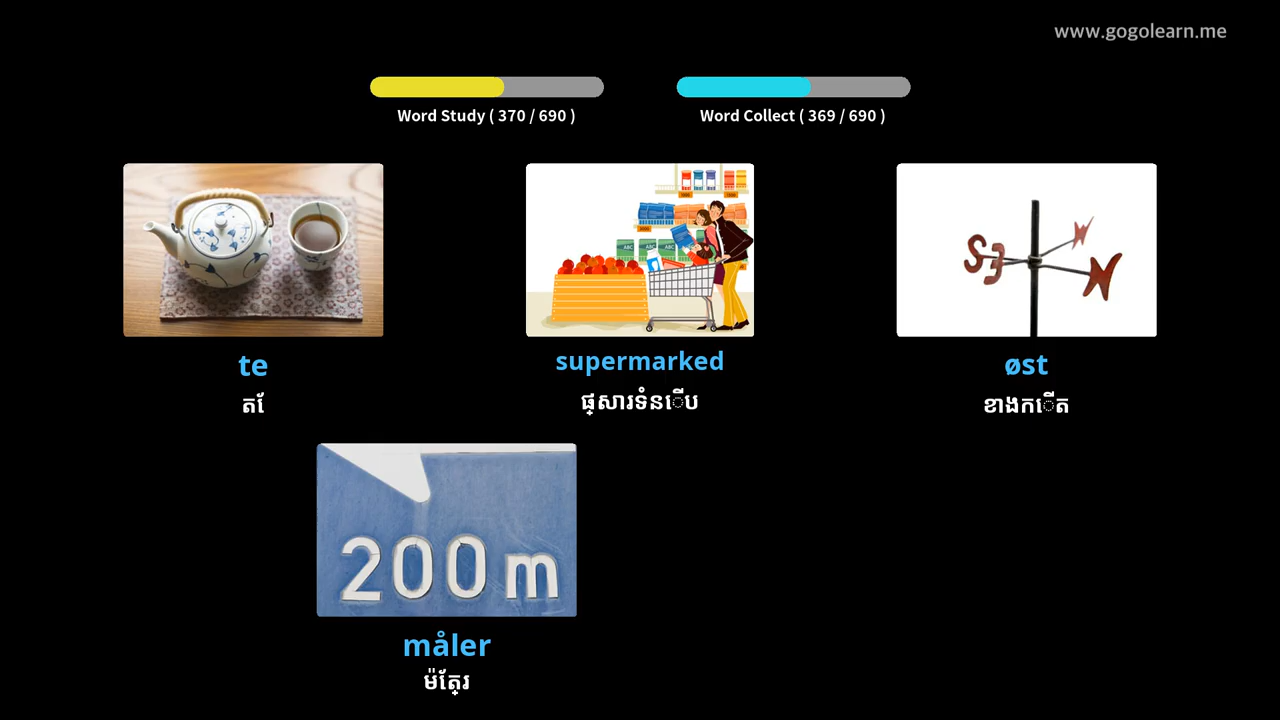 www.gogolearn.me
Word Study ( 370 / 690 )
Word Collect ( 369 / 690 )
te
តែ
supermarked
ផ្សារទំនើប
øst
ខាងកើត
200 m
måler
ម៉ែត្រ